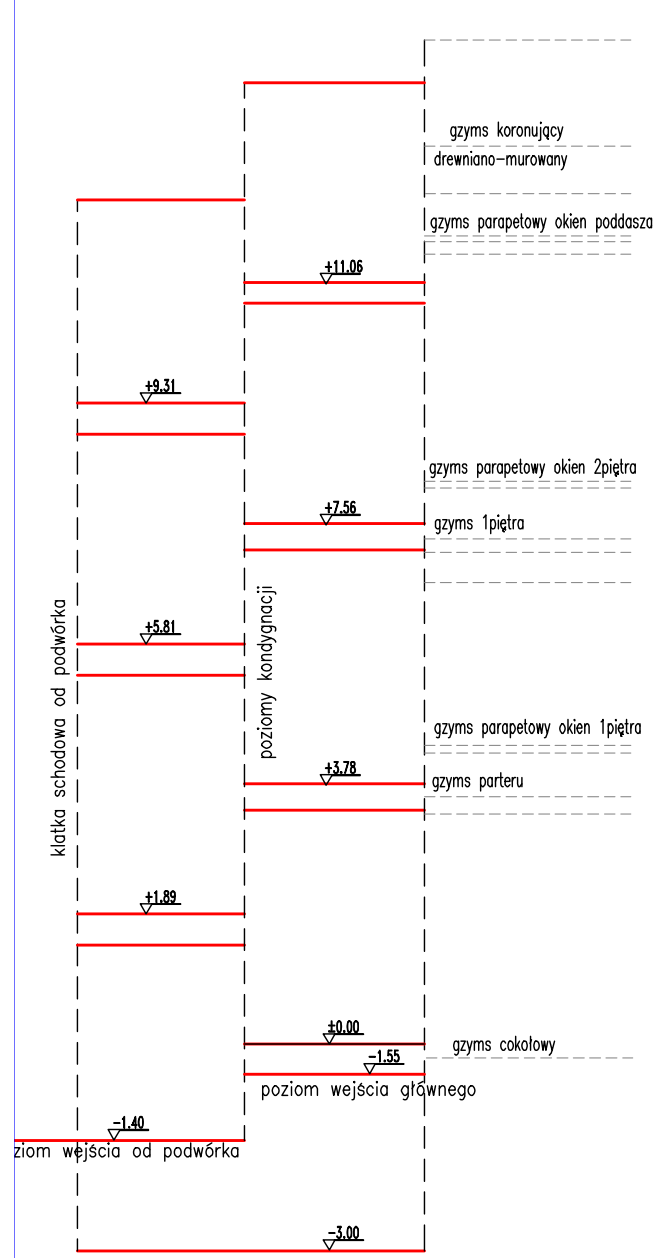 gzyms koronujący
drewniano-murowany
gzyms parapetowy okien poddasza
+11.06
+9.31
gzyms parapetowy okien 2piętra
+7.56
gzyms 1piętra
+5.81
klatka schodowa od podwórka
poziomy kondygnacji
gzyms parapetowy okien 1piętra
+3.78
gzyms parteru
+1.89
±0.00
gzyms cokołowy
-1.55
poziom wejścia głównego
-1.40
ziom wejścia od podwórka
-3.00